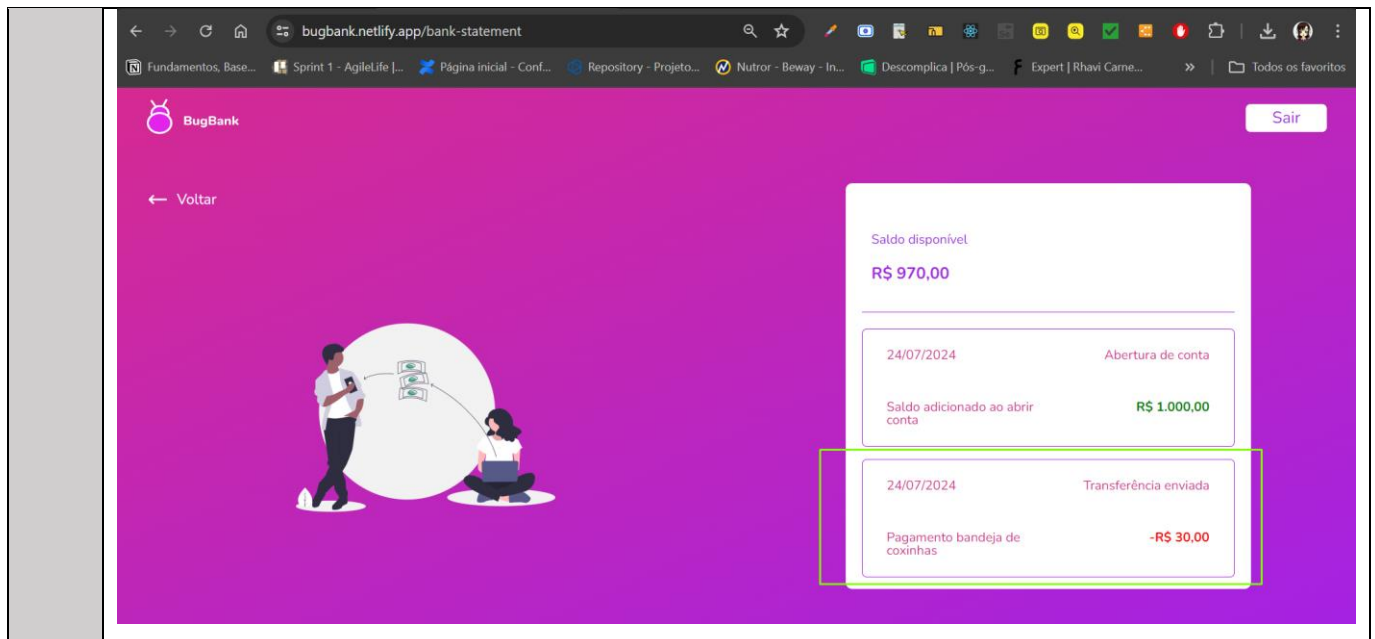 bugbank.netlify.app/bank-statement
Fundamentos, Base... Sprint 1 - AgileLife |... Página inicial - Conf... Repository - Projeto... Nutror - Beway - In... Descomplica | Pós-g... Expert | Rhavi Carne... » Todos os favoritos
BugBank
Sair
← Voltar
Saldo disponível
R$ 970,00
24/07/2024 Abertura de conta
Saldo adicionado ao abrir
conta
R$ 1.000,00
24/07/2024 Transferência enviada
Pagamento bandeja de
coxinhas
-R$ 30,00